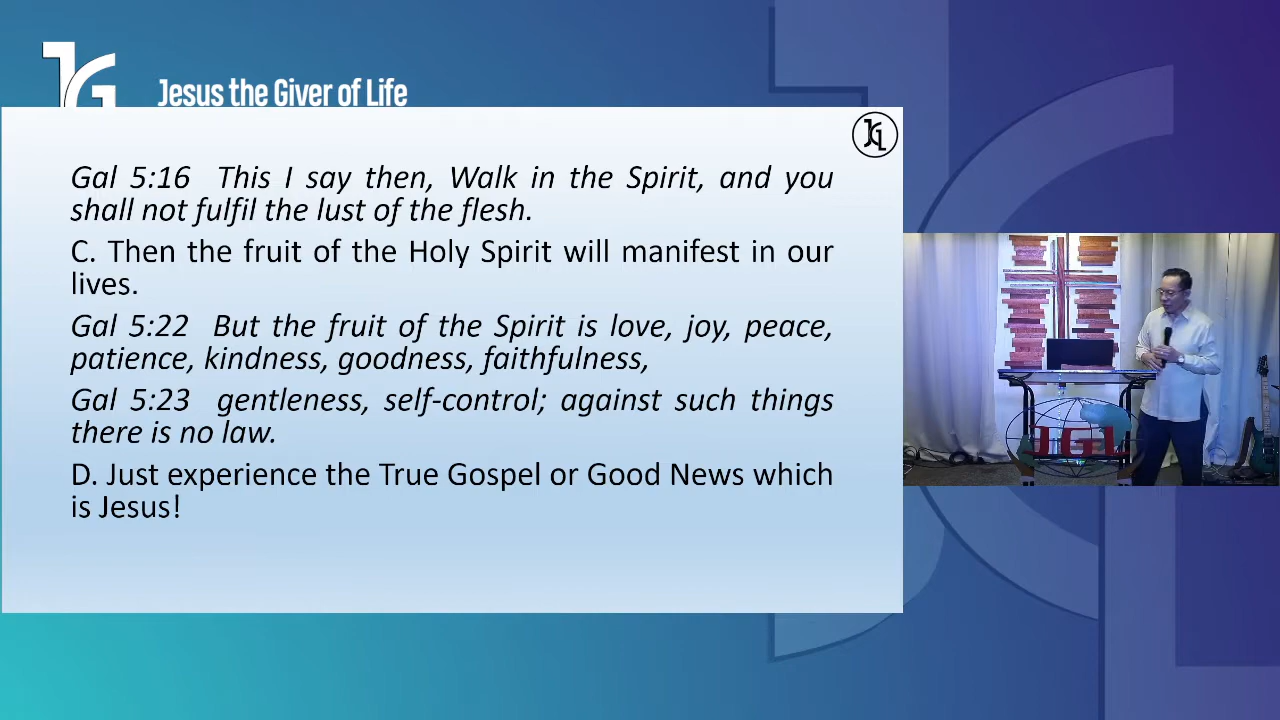 Jesus the Giver of Life
Gal 5:16 This I say then, Walk in the Spirit, and you
shall not fulfil the lust of the flesh.
C. Then the fruit of the Holy Spirit will manifest in our
lives.
Gal 5:22 But the fruit of the Spirit is love, joy, peace,
patience, kindness, goodness, faithfulness,
Gal 5:23 gentleness, self-control; against such things
there is no law.
D. Just experience the True Gospel or Good News which
is Jesus!
JGL